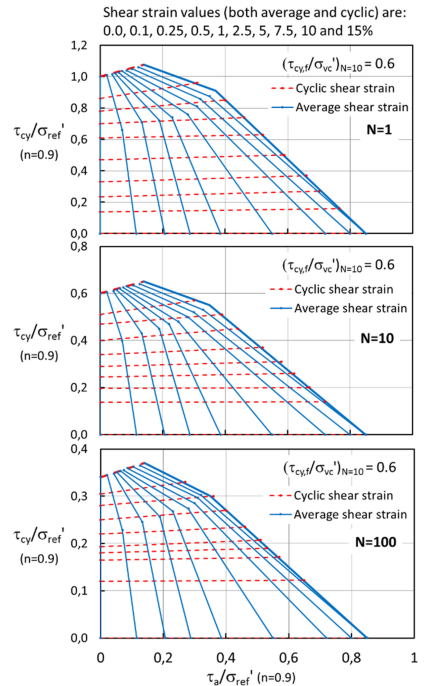 Shear strain values (both average and cyclic) are:
0.0, 0.1, 0.25, 0.5, 1, 2.5, 5, 7.5, 10 and 15%
1,2
1,0
0,8
0,6
0,4
0,2
0,0
τcy/σref'
(n=0.9)
(τcy,f/σvc')N=10 = 0.6
Cyclic shear strain
Average shear strain
N=1
0,8
0,6
0,4
0,2
0,0
τcy/σref'
(n=0.9)
(τcy,f/σvc')N=10 = 0.6
Cyclic shear strain
Average shear strain
N=10
0,4
0,3
0,2
0,1
0,0
τcy/σref'
(n=0.9)
(τcy,f/σvc')N=10 = 0.6
Cyclic shear strain
Average shear strain
N=100
0 0,2 0,4 0,6 0,8 1
τa/σref' (n=0.9)